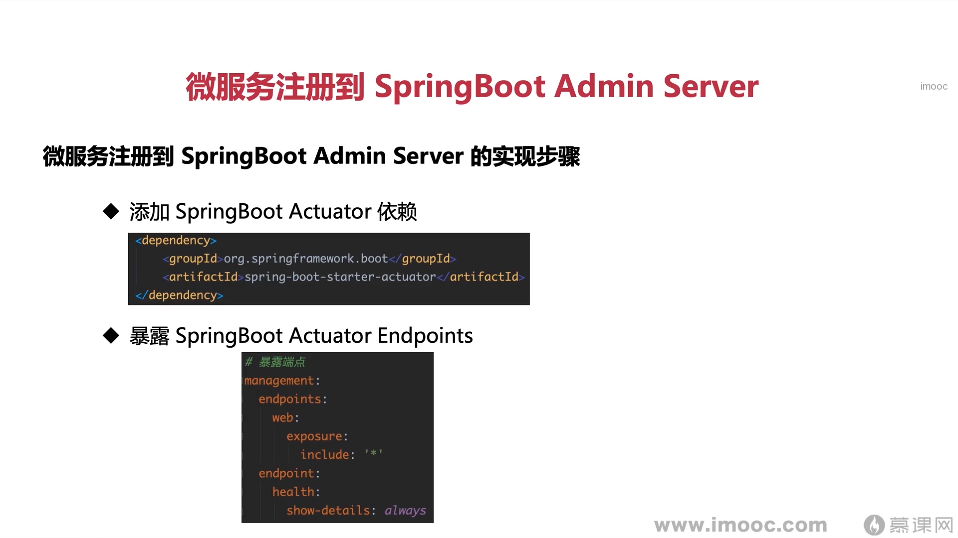 微服务注册到 SpringBoot Admin Server
imooc
微服务注册到 SpringBoot Admin Server 的实现步骤
◆ 添加 SpringBoot Actuator 依赖
<dependency>
    <groupId>org.springframework.boot</groupId>
    <artifactId>spring-boot-starter-actuator</artifactId>
</dependency>
◆ 暴露 SpringBoot Actuator Endpoints
# 暴露端点
management:
  endpoints:
    web:
      exposure:
        include: '*'
  endpoint:
    health:
      show-details: always
www.imooc.com
慕课网